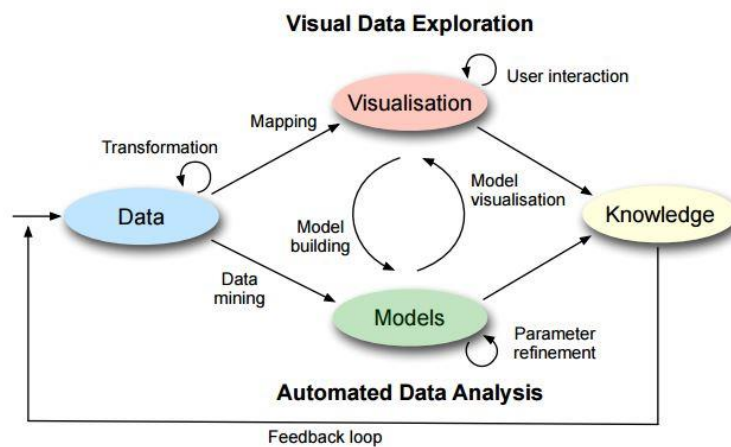 Visual Data Exploration
User interaction
Visualisation
Mapping
Transformation
Model
visualisation
Data
Knowledge
Model
building
Data
mining
Models
Parameter
refinement
Automated Data Analysis
Feedback loop